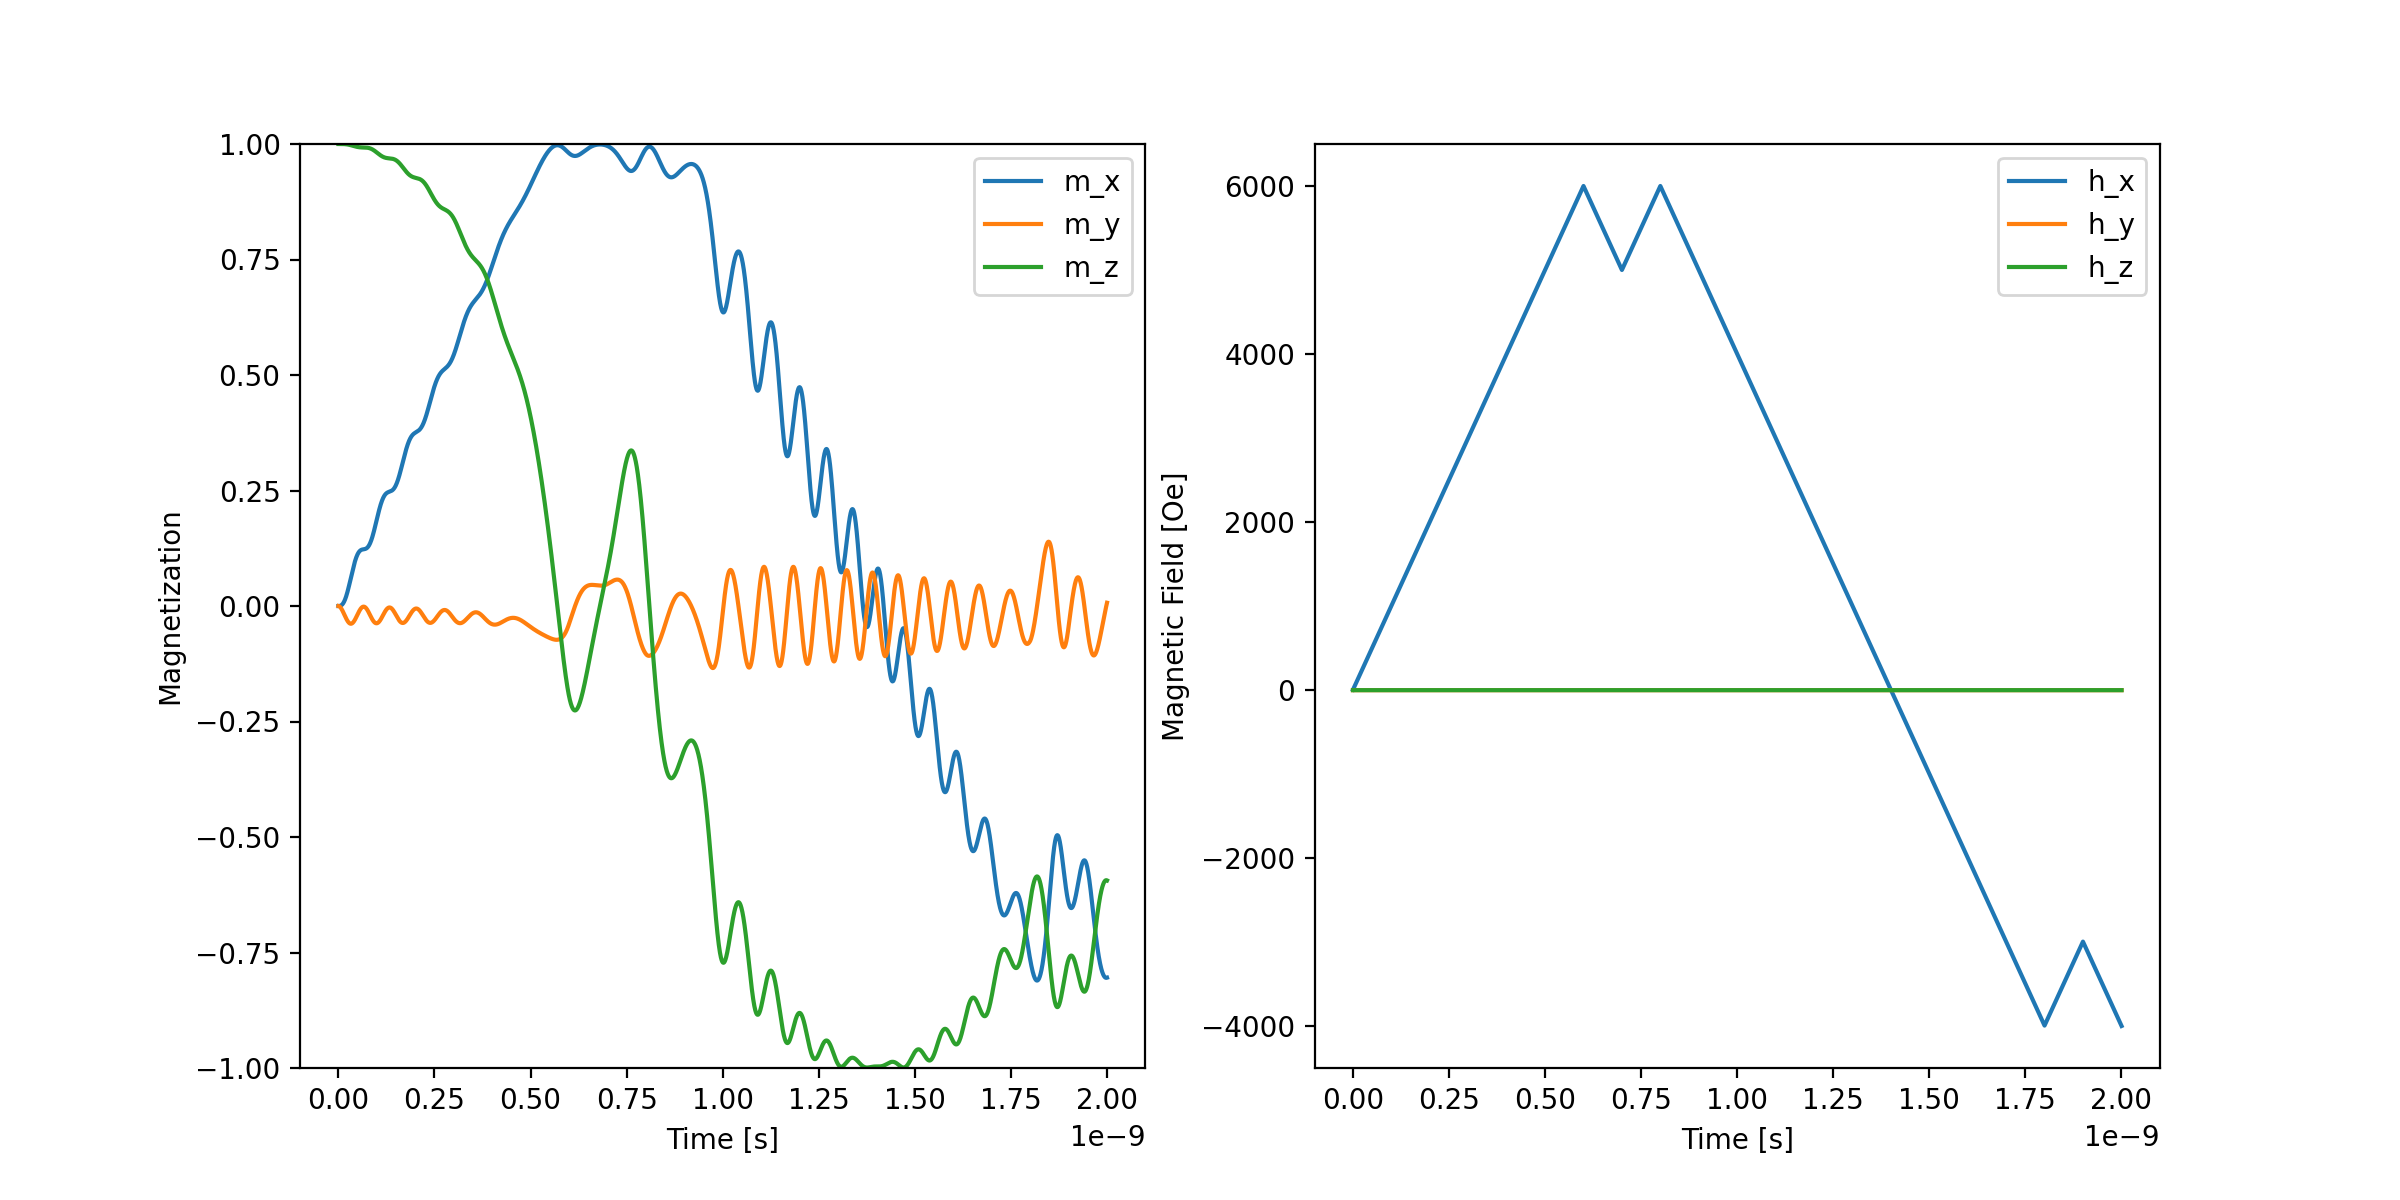 Magnetization
1.00
0.75
0.50
0.25
0.00
−0.25
−0.50
−0.75
−1.00
0.00 0.25 0.50 0.75 1.00 1.25 1.50 1.75 2.00
Time [s]
1e−9
m_x
m_y
m_z
Magnetic Field [Oe]
6000
4000
2000
0
−2000
−4000
0.00 0.25 0.50 0.75 1.00 1.25 1.50 1.75 2.00
Time [s]
1e−9
h_x
h_y
h_z